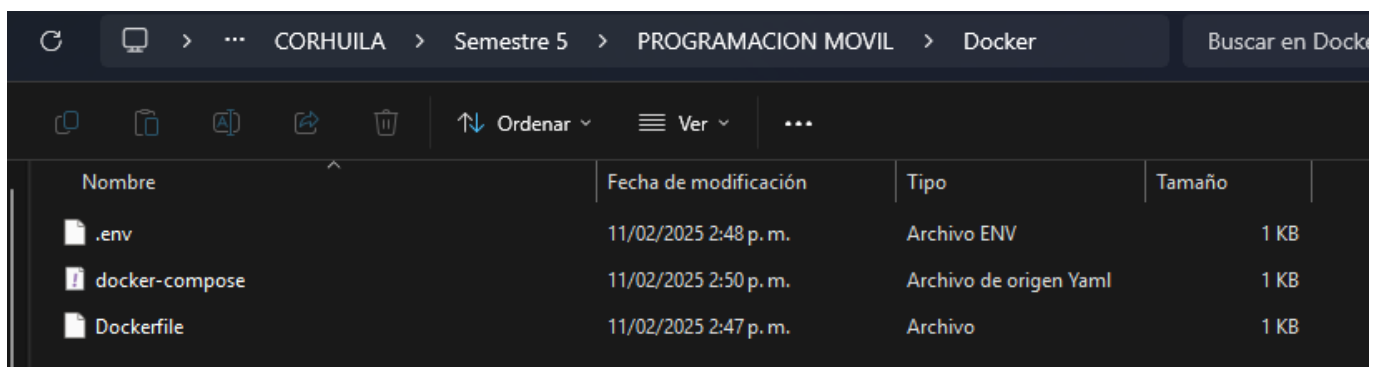 ··· CORHUILA > Semestre 5 > PROGRAMACION MOVIL > Docker Buscar en Docke
Ordenar Ver ···
Nombre Fecha de modificación Tipo Tamaño
.env 11/02/2025 2:48 p. m. Archivo ENV 1 KB
docker-compose 11/02/2025 2:50 p. m. Archivo de origen Yaml 1 KB
Dockerfile 11/02/2025 2:47 p. m. Archivo 1 KB